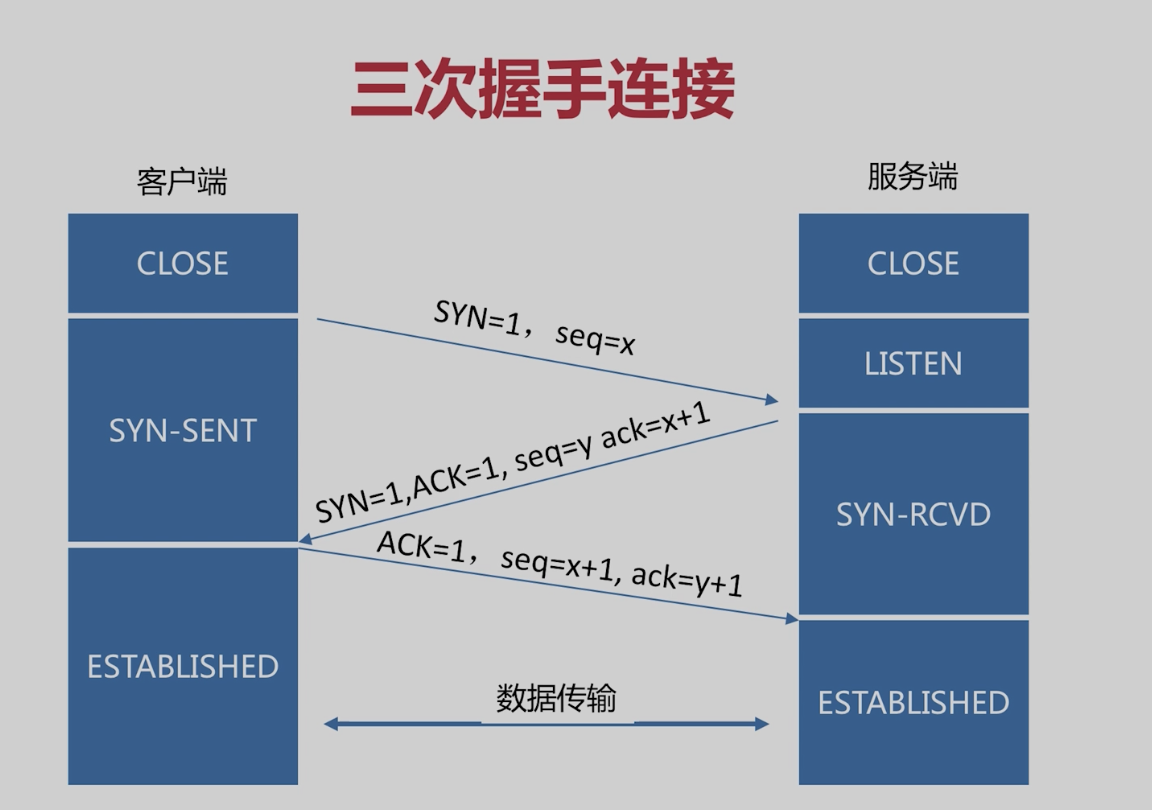 三次握手连接
客户端
服务端
CLOSE
CLOSE
SYN=1，seq=x
LISTEN
SYN-SENT
SYN=1,ACK=1, seq=y ack=x+1
SYN-RCVD
ACK=1，seq=x+1, ack=y+1
ESTABLISHED
数据传输
ESTABLISHED